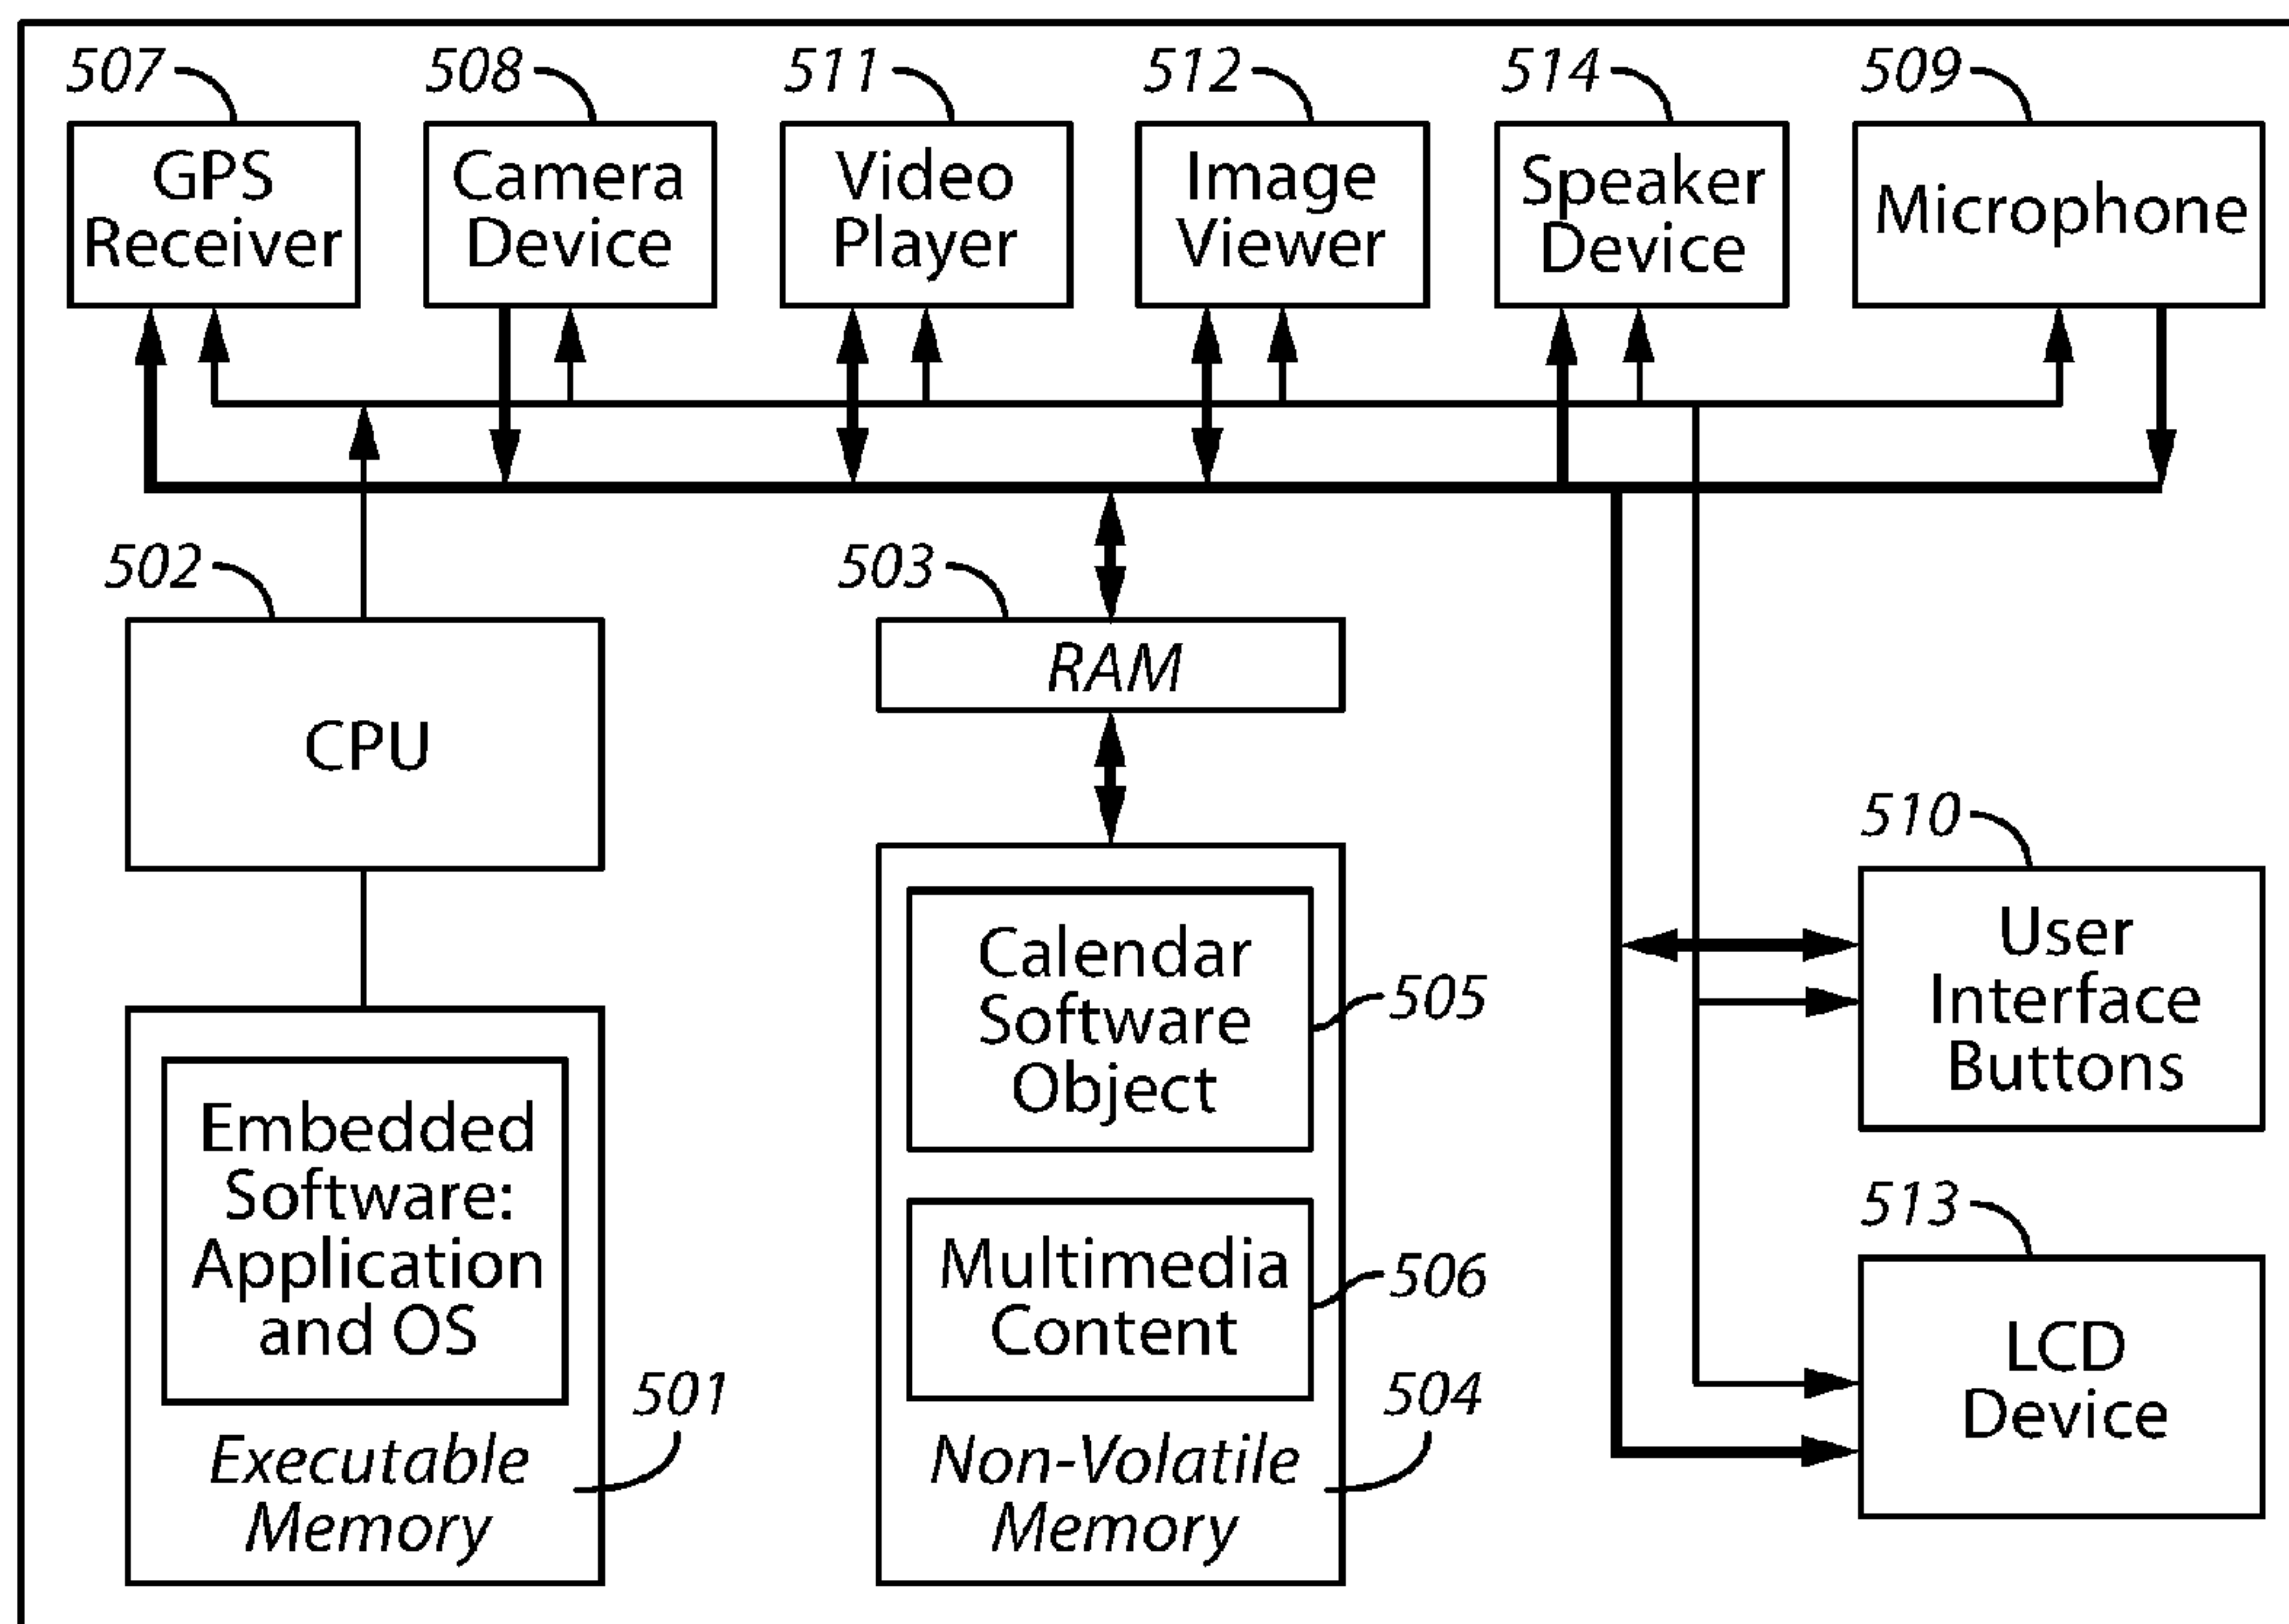 507
508
511
512
514
509
GPS
Receiver
Camera
Device
Video
Player
Image
Viewer
Speaker
Device
Microphone
502
503
CPU
RAM
510
User
Interface
Buttons
Calendar
Software
Object
505
Embedded
Software:
Application
and OS
Multimedia
Content
506
513
LCD
Device
501
504
Executable
Memory
Non-Volatile
Memory